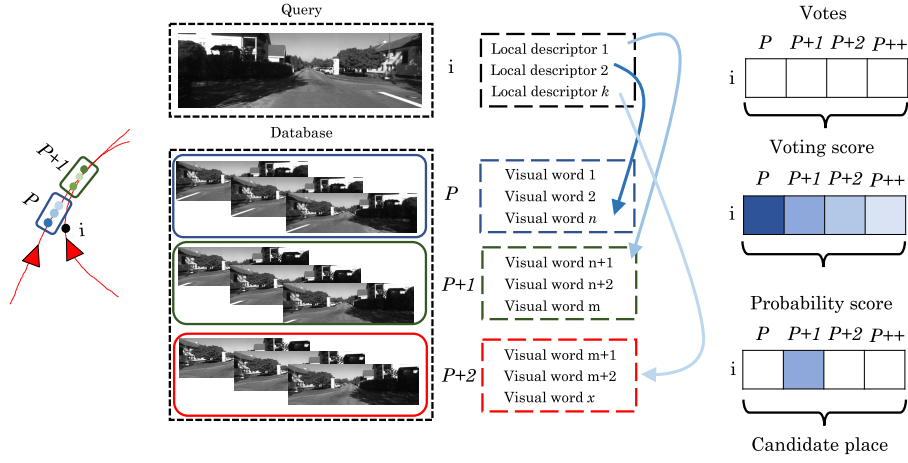 Query
i
Local descriptor 1
Local descriptor 2
Local descriptor k
Database
P+1
P
i
P
Visual word 1
Visual word 2
Visual word n
P+1
Visual word n+1
Visual word n+2
Visual word m
P+2
Visual word m+1
Visual word m+2
Visual word x
Votes
P P+1 P+2 P++
i
Voting score
P P+1 P+2 P++
i
Probability score
P P+1 P+2 P++
i
Candidate place